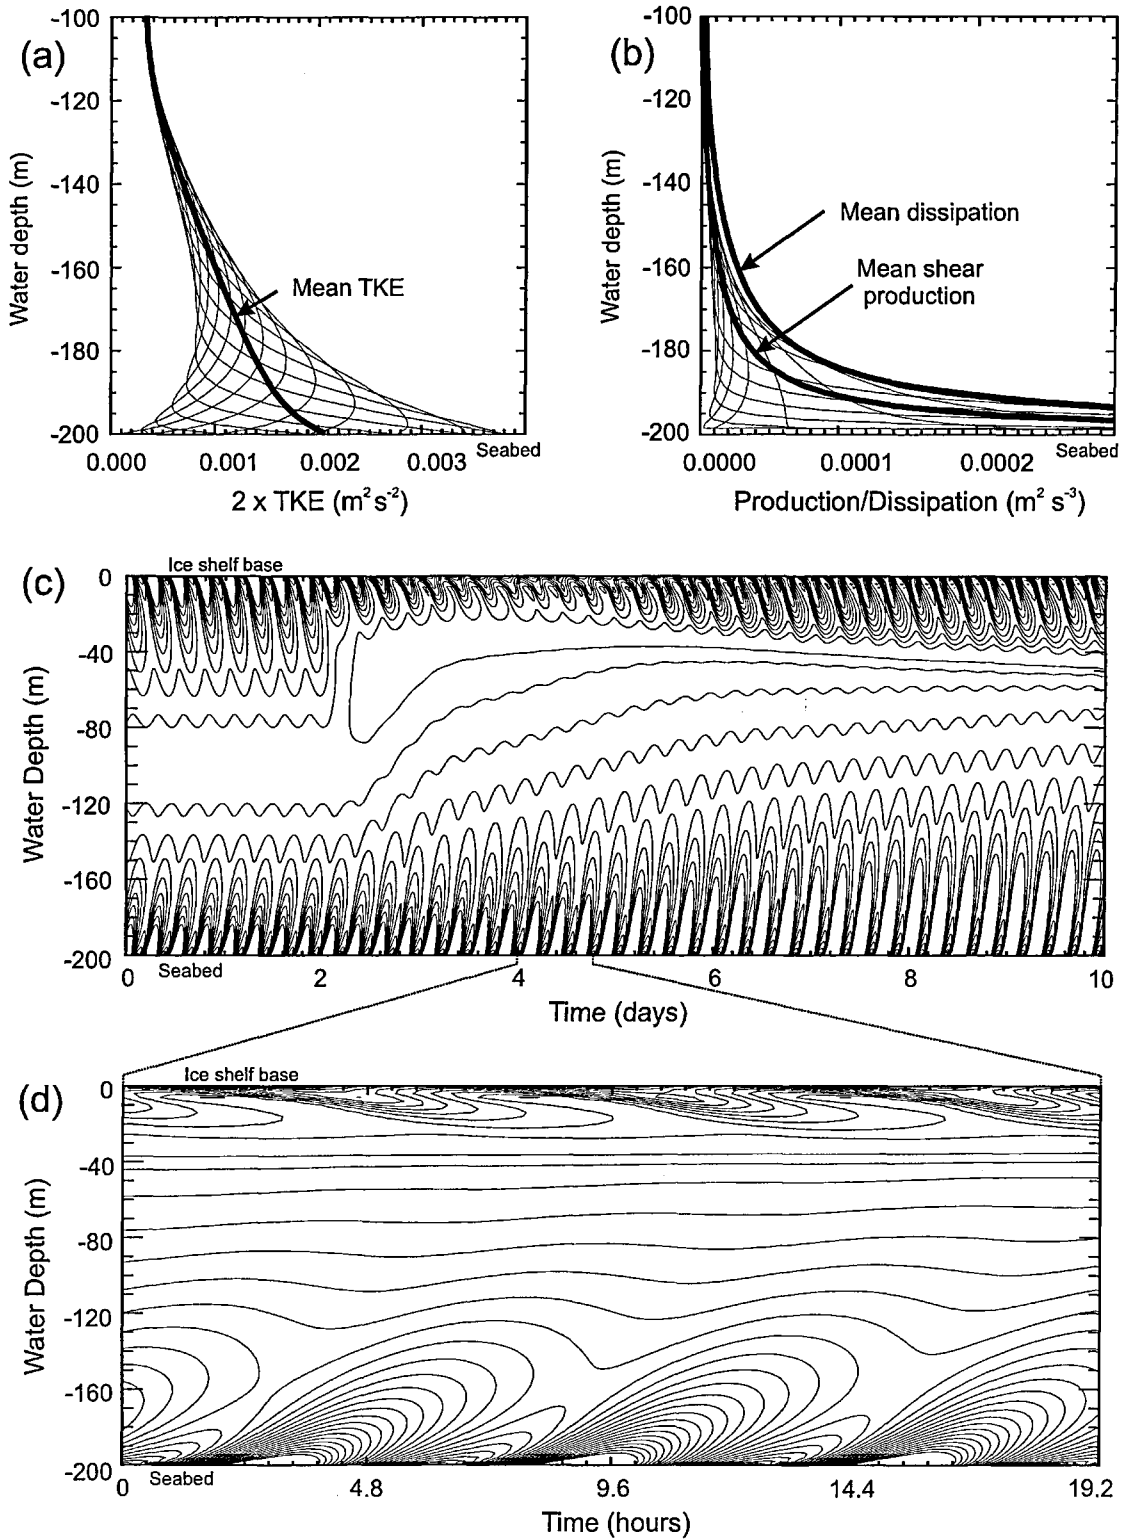 (a)
-100
-120
-140
-160
-180
-200
Water depth (m)
Mean TKE
0.000 0.001 0.002 0.003
Seabed
2 x TKE (m² s⁻²)
(b)
-100
-120
-140
-160
-180
-200
Water depth (m)
Mean dissipation
Mean shear
production
0.0000 0.0001 0.0002
Seabed
Production/Dissipation (m² s⁻³)
(c)
Ice shelf base
0
-40
-80
-120
-160
-200
Water Depth (m)
0 2 4 6 8 10
Seabed
Time (days)
(d)
Ice shelf base
0
-40
-80
-120
-160
-200
Water Depth (m)
0 4.8 9.6 14.4 19.2
Seabed
Time (hours)